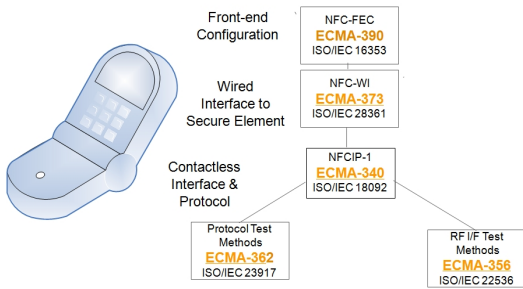 Front-end
Configuration
NFC-FEC
ECMA-390
ISO/IEC 16353
Wired
Interface to
Secure Element
NFC-WI
ECMA-373
ISO/IEC 28361
Contactless
Interface &
Protocol
NFCIP-1
ECMA-340
ISO/IEC 18092
Protocol Test
Methods
ECMA-362
ISO/IEC 23917
RF I/F Test
Methods
ECMA-356
ISO/IEC 22536